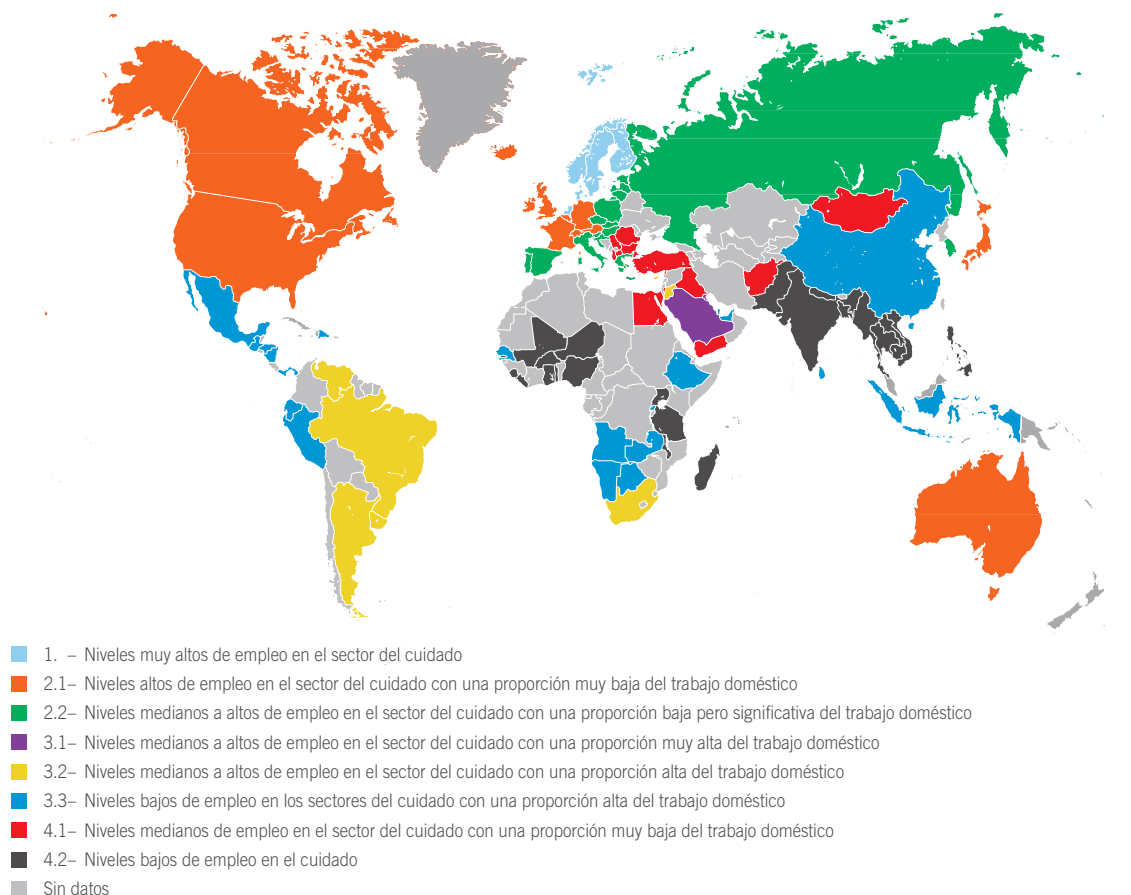 1. – Niveles muy altos de empleo en el sector del cuidado
2.1– Niveles altos de empleo en el sector del cuidado con una proporción muy baja del trabajo doméstico
2.2– Niveles medianos a altos de empleo en el sector del cuidado con una proporción baja pero significativa del trabajo doméstico
3.1– Niveles medianos a altos de empleo en el sector del cuidado con una proporción muy alta del trabajo doméstico
3.2– Niveles medianos a altos de empleo en el sector del cuidado con una proporción alta del trabajo doméstico
3.3– Niveles bajos de empleo en los sectores del cuidado con una proporción alta del trabajo doméstico
4.1– Niveles medianos de empleo en el sector del cuidado con una proporción muy baja del trabajo doméstico
4.2– Niveles bajos de empleo en el cuidado
Sin datos